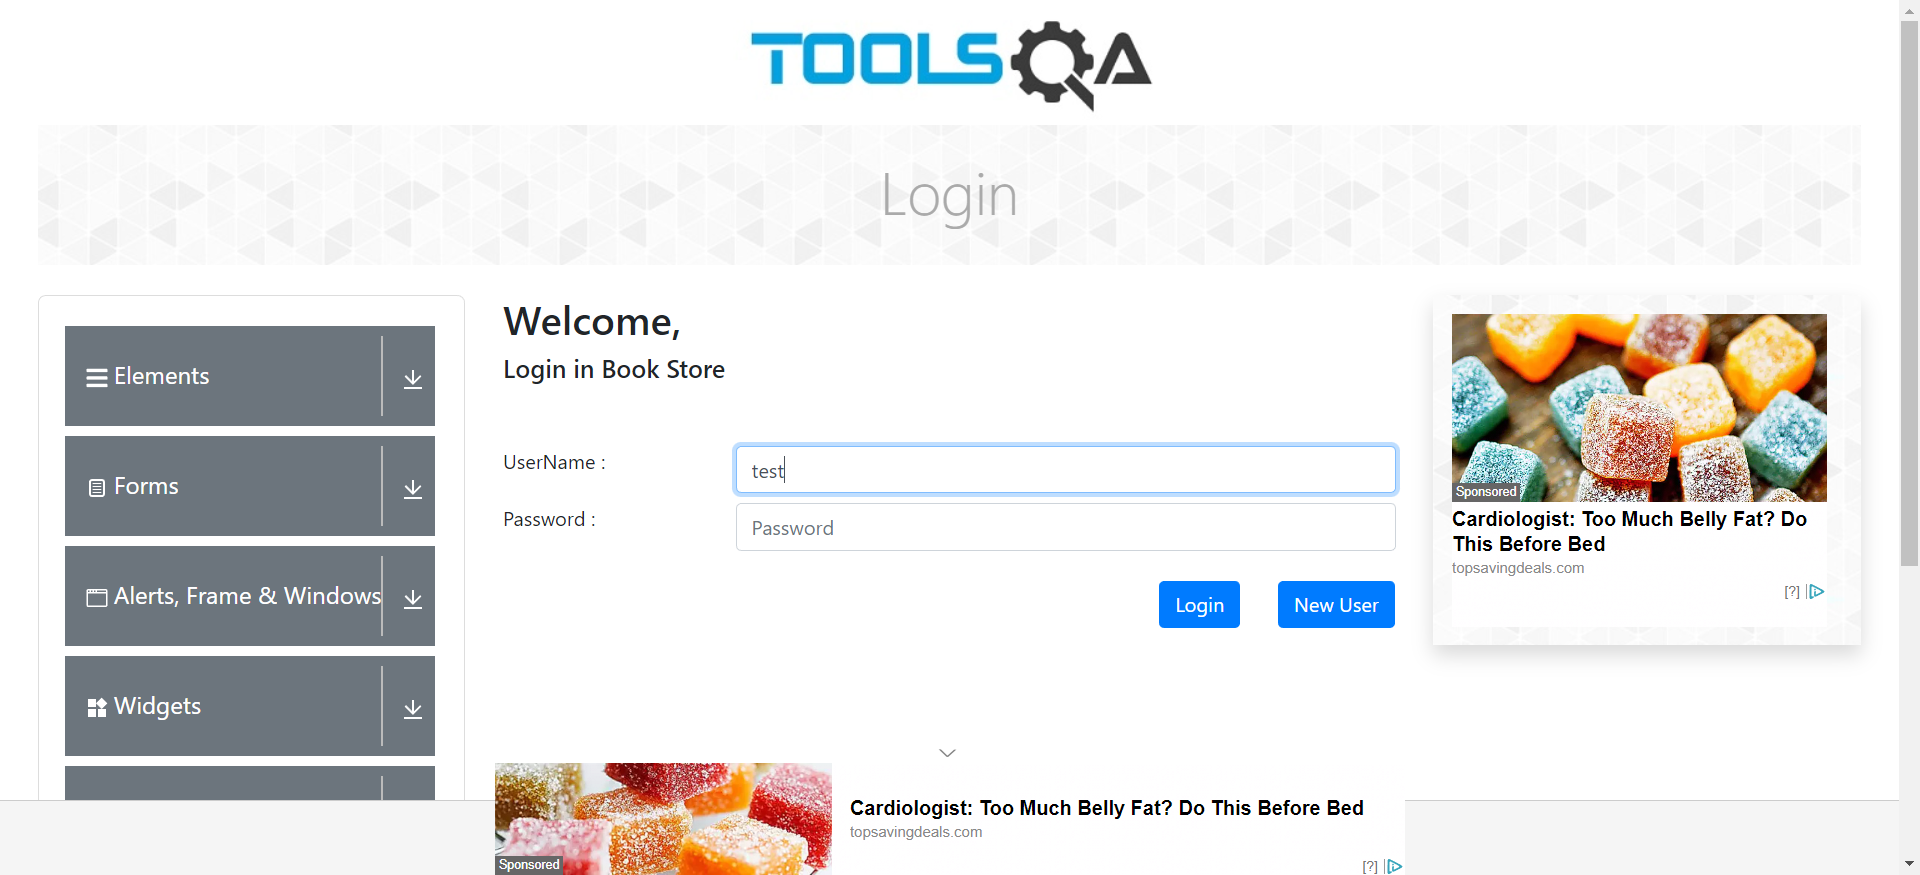 TOOLSQA
Login
Elements
Forms
Alerts, Frame & Windows
Widgets
Welcome,
Login in Book Store
UserName :
test
Password :
Password
Login
New User
Sponsored
Cardiologist: Too Much Belly Fat? Do
This Before Bed
topsavingdeals.com
[?]
Sponsored
Cardiologist: Too Much Belly Fat? Do This Before Bed
topsavingdeals.com
[?]